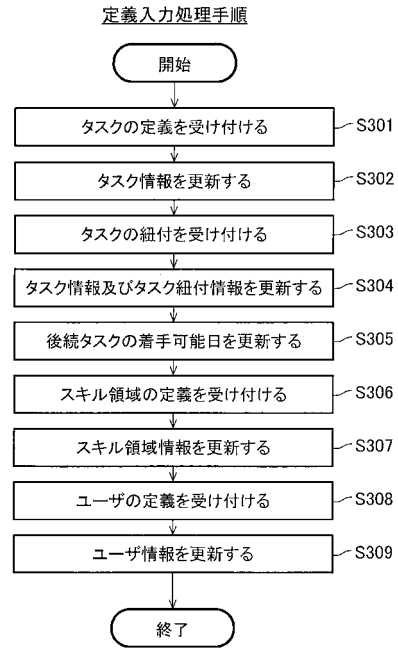 定義入力処理手順
開始
タスクの定義を受け付ける
S301
タスク情報を更新する
S302
タスクの紐付を受け付ける
S303
タスク情報及びタスク紐付情報を更新する
S304
後続タスクの着手可能日を更新する
S305
スキル領域の定義を受け付ける
S306
スキル領域情報を更新する
S307
ユーザの定義を受け付ける
S308
ユーザ情報を更新する
S309
終了